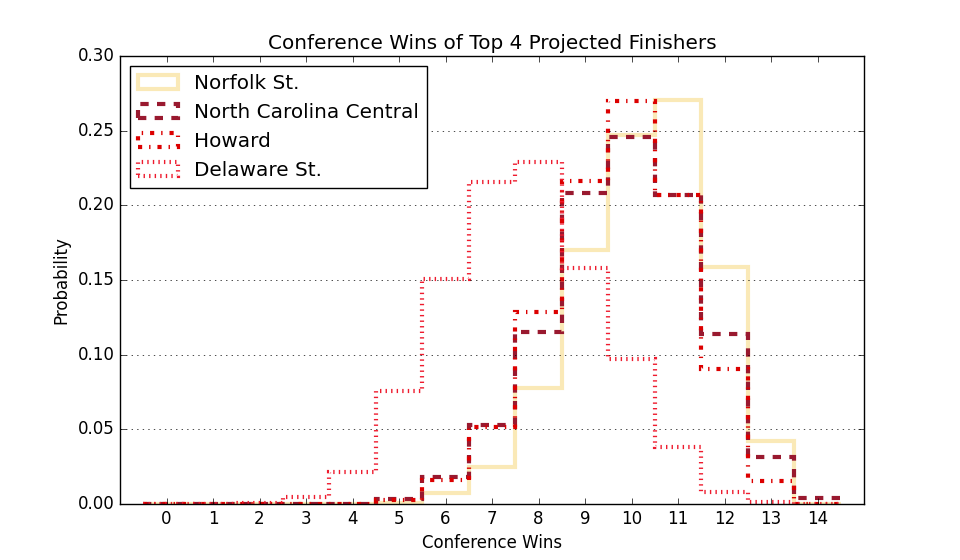 Conference Wins of Top 4 Projected Finishers
0.30
0.25
0.20
0.15
0.10
0.05
0.00
Probability
Norfolk St.
North Carolina Central
Howard
Delaware St.
0 1 2 3 4 5 6 7 8 9 10 11 12 13 14
Conference Wins